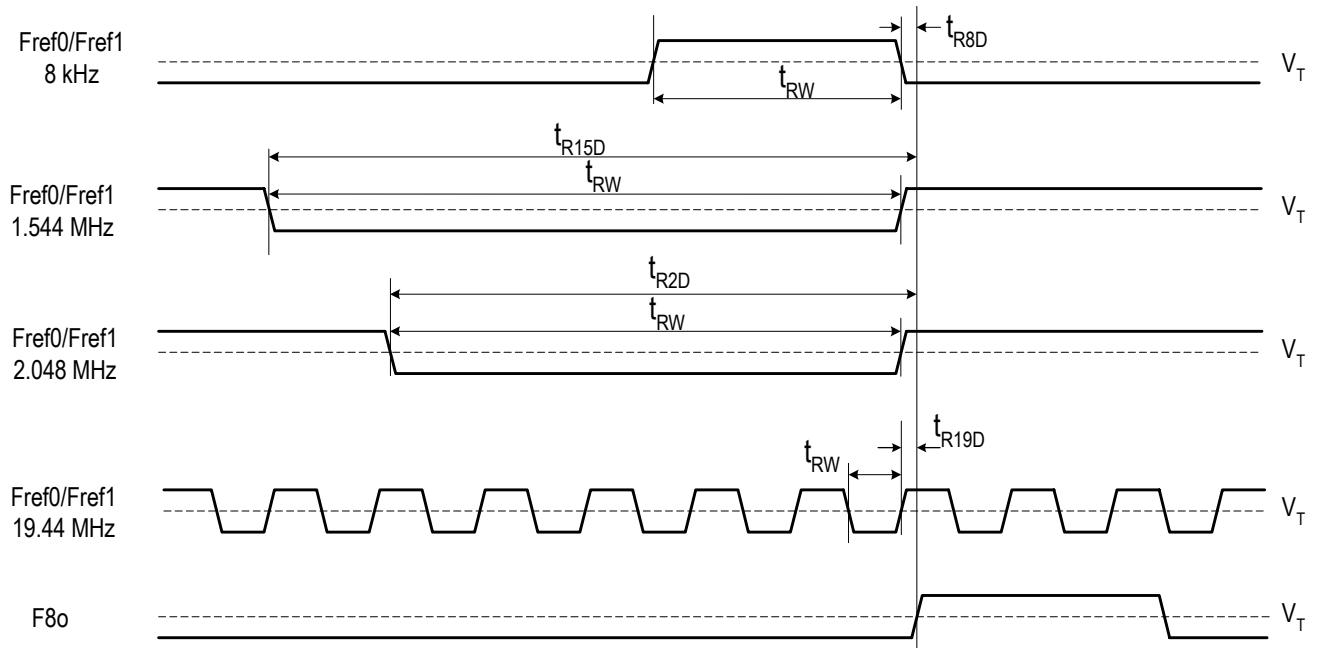 Fref0/Fref1
8 kHz
t_R8D
t_RW
V_T
t_R15D
t_RW
Fref0/Fref1
1.544 MHz
V_T
t_R2D
t_RW
Fref0/Fref1
2.048 MHz
V_T
t_RW
t_R19D
Fref0/Fref1
19.44 MHz
V_T
F8o
V_T